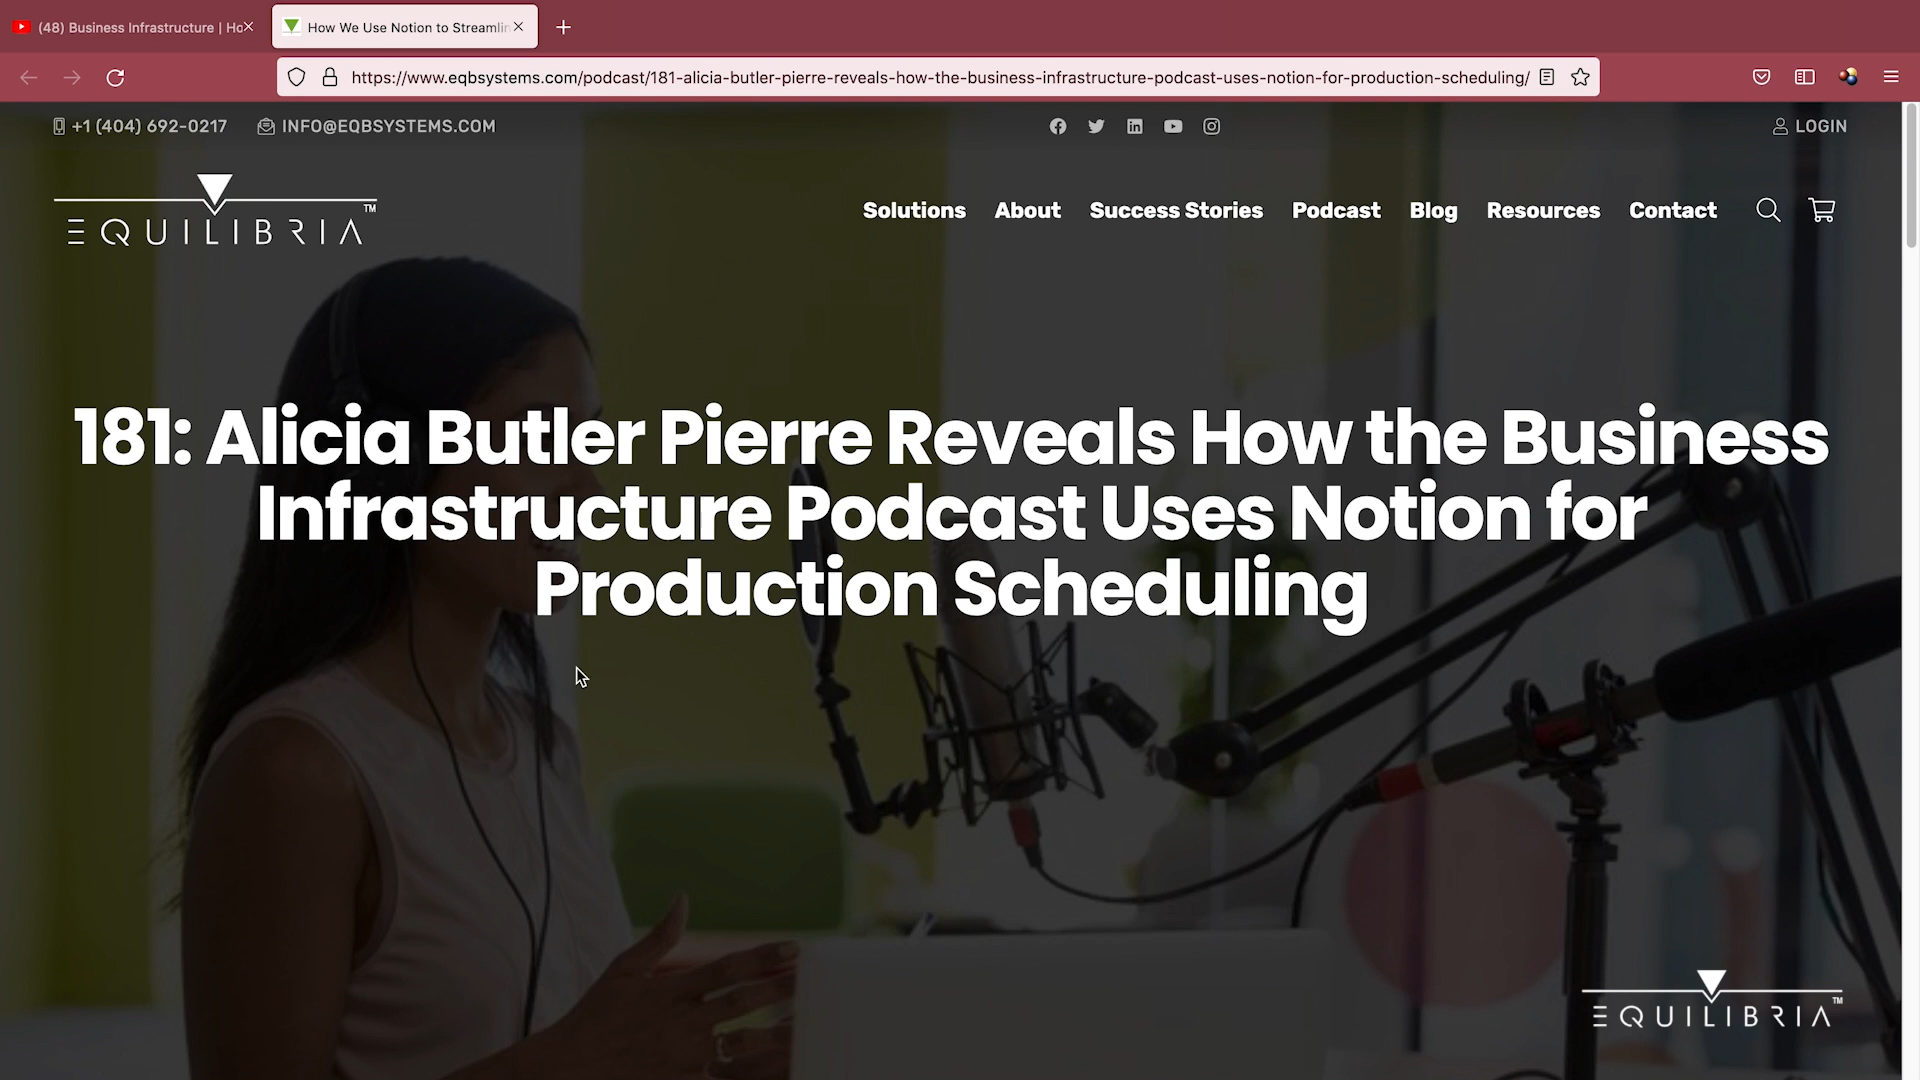 (48) Business Infrastructure | Ho
How We Use Notion to Streamlin
https://www.eqbsystems.com/podcast/181-alicia-butler-pierre-reveals-how-the-business-infrastructure-podcast-uses-notion-for-production-scheduling/
+1 (404) 692-0217
INFO@EQBSYSTEMS.COM
LOGIN
EQUILIBRIA™
Solutions
About
Success Stories
Podcast
Blog
Resources
Contact
181: Alicia Butler Pierre Reveals How the Business
Infrastructure Podcast Uses Notion for
Production Scheduling
EQUILIBRIA™